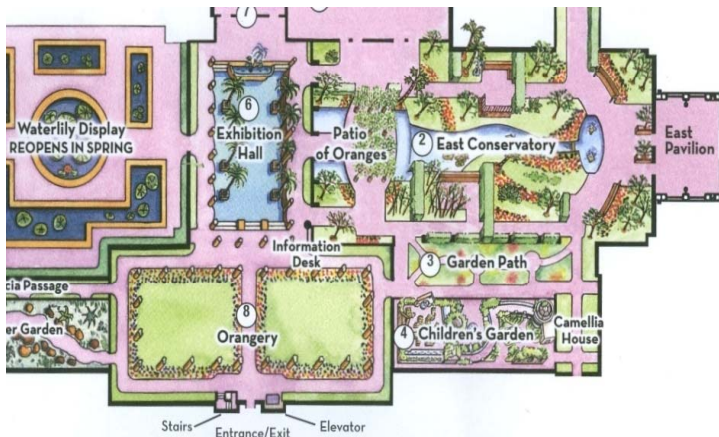 7
Waterlily Display
REOPENS IN SPRING
6
Exhibition
Hall
Patio
of Oranges
2
East Conservatory
East
Pavilion
Information
Desk
3
Garden Path
cia Passage
er Garden
8
Orangery
4
Children's Garden
Camellia
House
Stairs
Entrance/Exit
Elevator